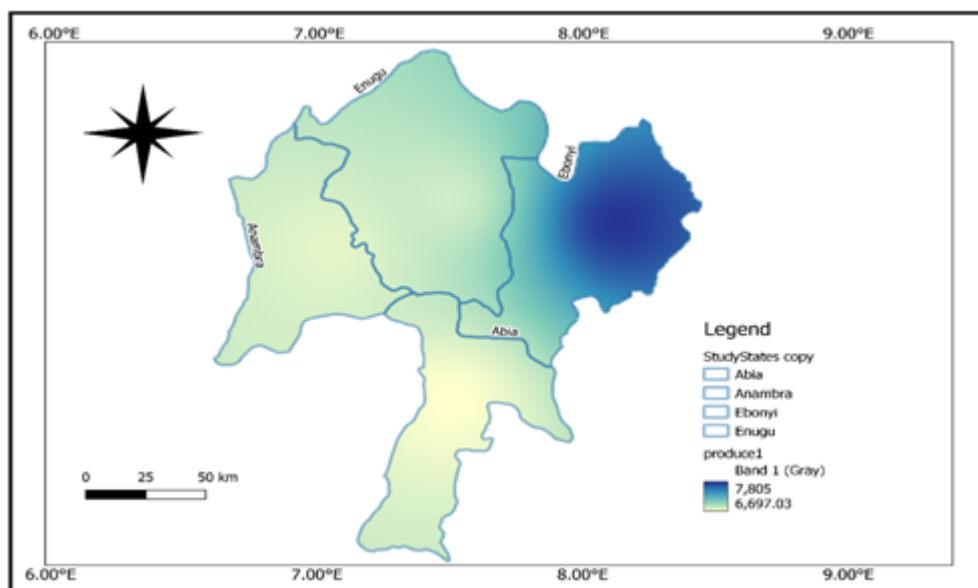 6.00°E 7.00°E 8.00°E 9.00°E
Enugu
Ebonyi
Anambra
Abia
Legend
StudyStates copy
Abia
Anambra
Ebonyi
Enugu
produce1
Band 1 (Gray)
7,805
6,697.03
0 25 50 km
6.00°E 7.00°E 8.00°E 9.00°E